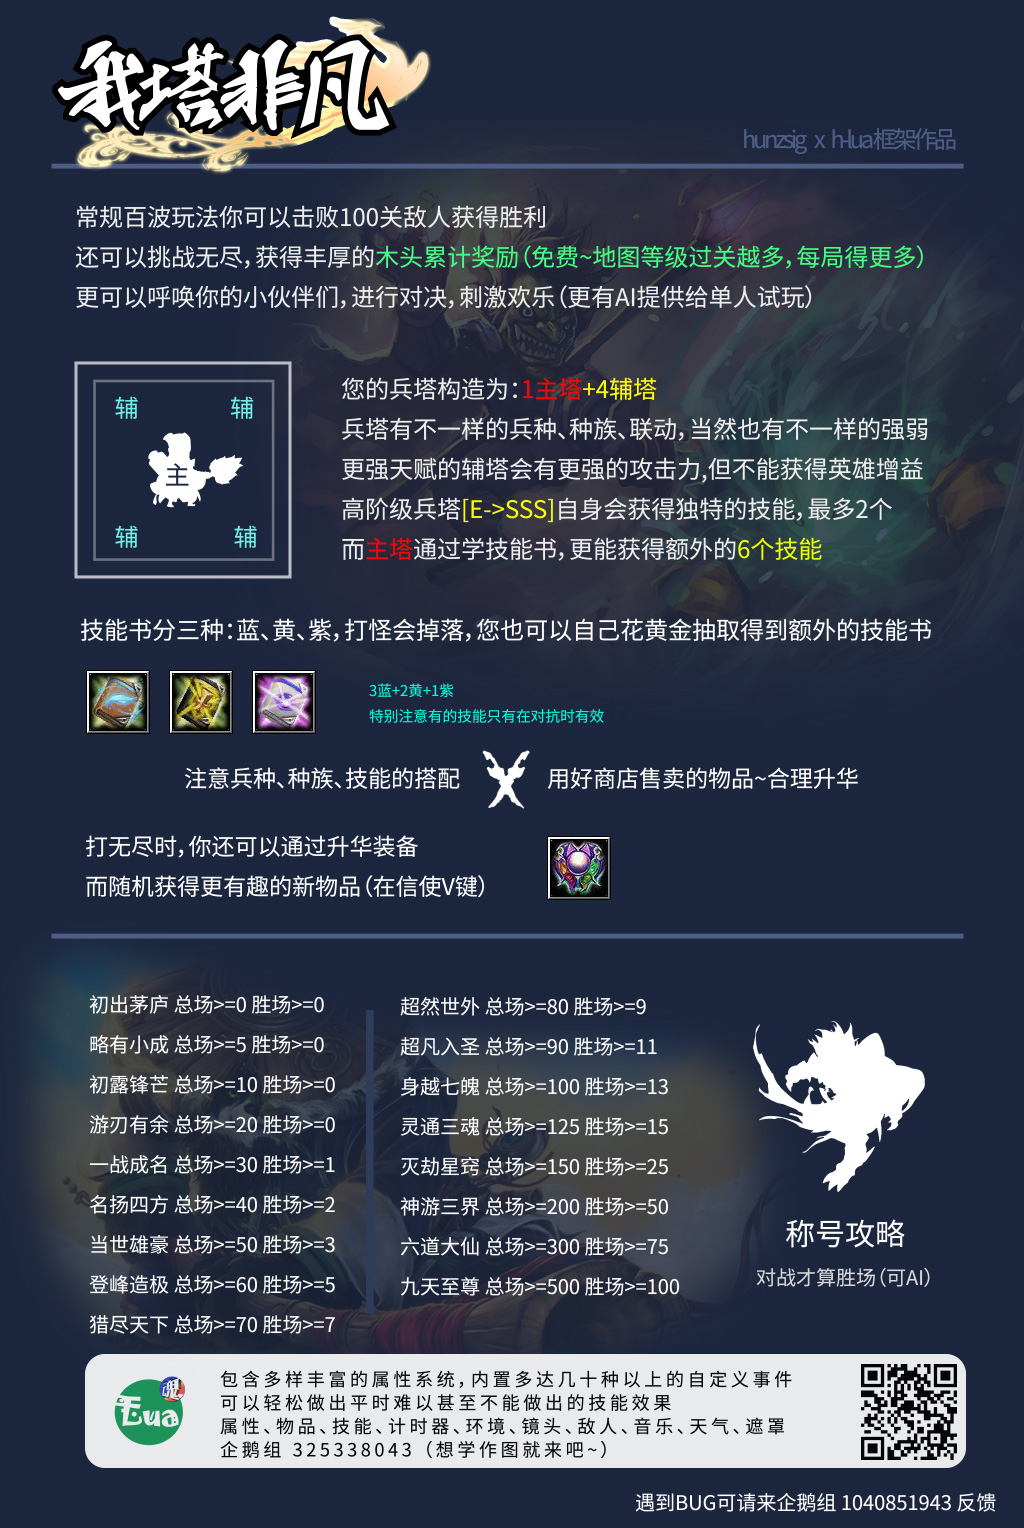 我塔非凡
hunzsig x h-lua框架作品
常规百波玩法你可以击败100关敌人获得胜利
还可以挑战无尽，获得丰厚的木头累计奖励（免费~地图等级过关越多，每局得更多）
更可以呼唤你的小伙伴们，进行对决，刺激欢乐（更有AI提供给单人试玩）
辅 辅
主
辅 辅
您的兵塔构造为：1主塔+4辅塔
兵塔有不一样的兵种、种族、联动，当然也有不一样的强弱
更强天赋的辅塔会有更强的攻击力,但不能获得英雄增益
高阶级兵塔[E->SSS]自身会获得独特的技能，最多2个
而主塔通过学技能书，更能获得额外的6个技能
技能书分三种：蓝、黄、紫，打怪会掉落，您也可以自己花黄金抽取得到额外的技能书
3蓝+2黄+1紫
特别注意有的技能只有在对抗时有效
注意兵种、种族、技能的搭配 用好商店售卖的物品~合理升华
打无尽时，你还可以通过升华装备
而随机获得更有趣的新物品（在信使V键）
初出茅庐 总场>=0 胜场>=0
略有小成 总场>=5 胜场>=0
初露锋芒 总场>=10 胜场>=0
游刃有余 总场>=20 胜场>=0
一战成名 总场>=30 胜场>=1
名扬四方 总场>=40 胜场>=2
当世雄豪 总场>=50 胜场>=3
登峰造极 总场>=60 胜场>=5
猎尽天下 总场>=70 胜场>=7
超然世外 总场>=80 胜场>=9
超凡入圣 总场>=90 胜场>=11
身越七魄 总场>=100 胜场>=13
灵通三魂 总场>=125 胜场>=15
灭劫星窍 总场>=150 胜场>=25
神游三界 总场>=200 胜场>=50
六道大仙 总场>=300 胜场>=75
九天至尊 总场>=500 胜场>=100
称号攻略
对战才算胜场（可AI）
包含多样丰富的属性系统，内置多达几十种以上的自定义事件
可以轻松做出平时难以甚至不能做出的技能效果
属性、物品、技能、计时器、环境、镜头、敌人、音乐、天气、遮罩
企鹅组 325338043（想学作图就来吧~）
遇到BUG可请来企鹅组 1040851943 反馈